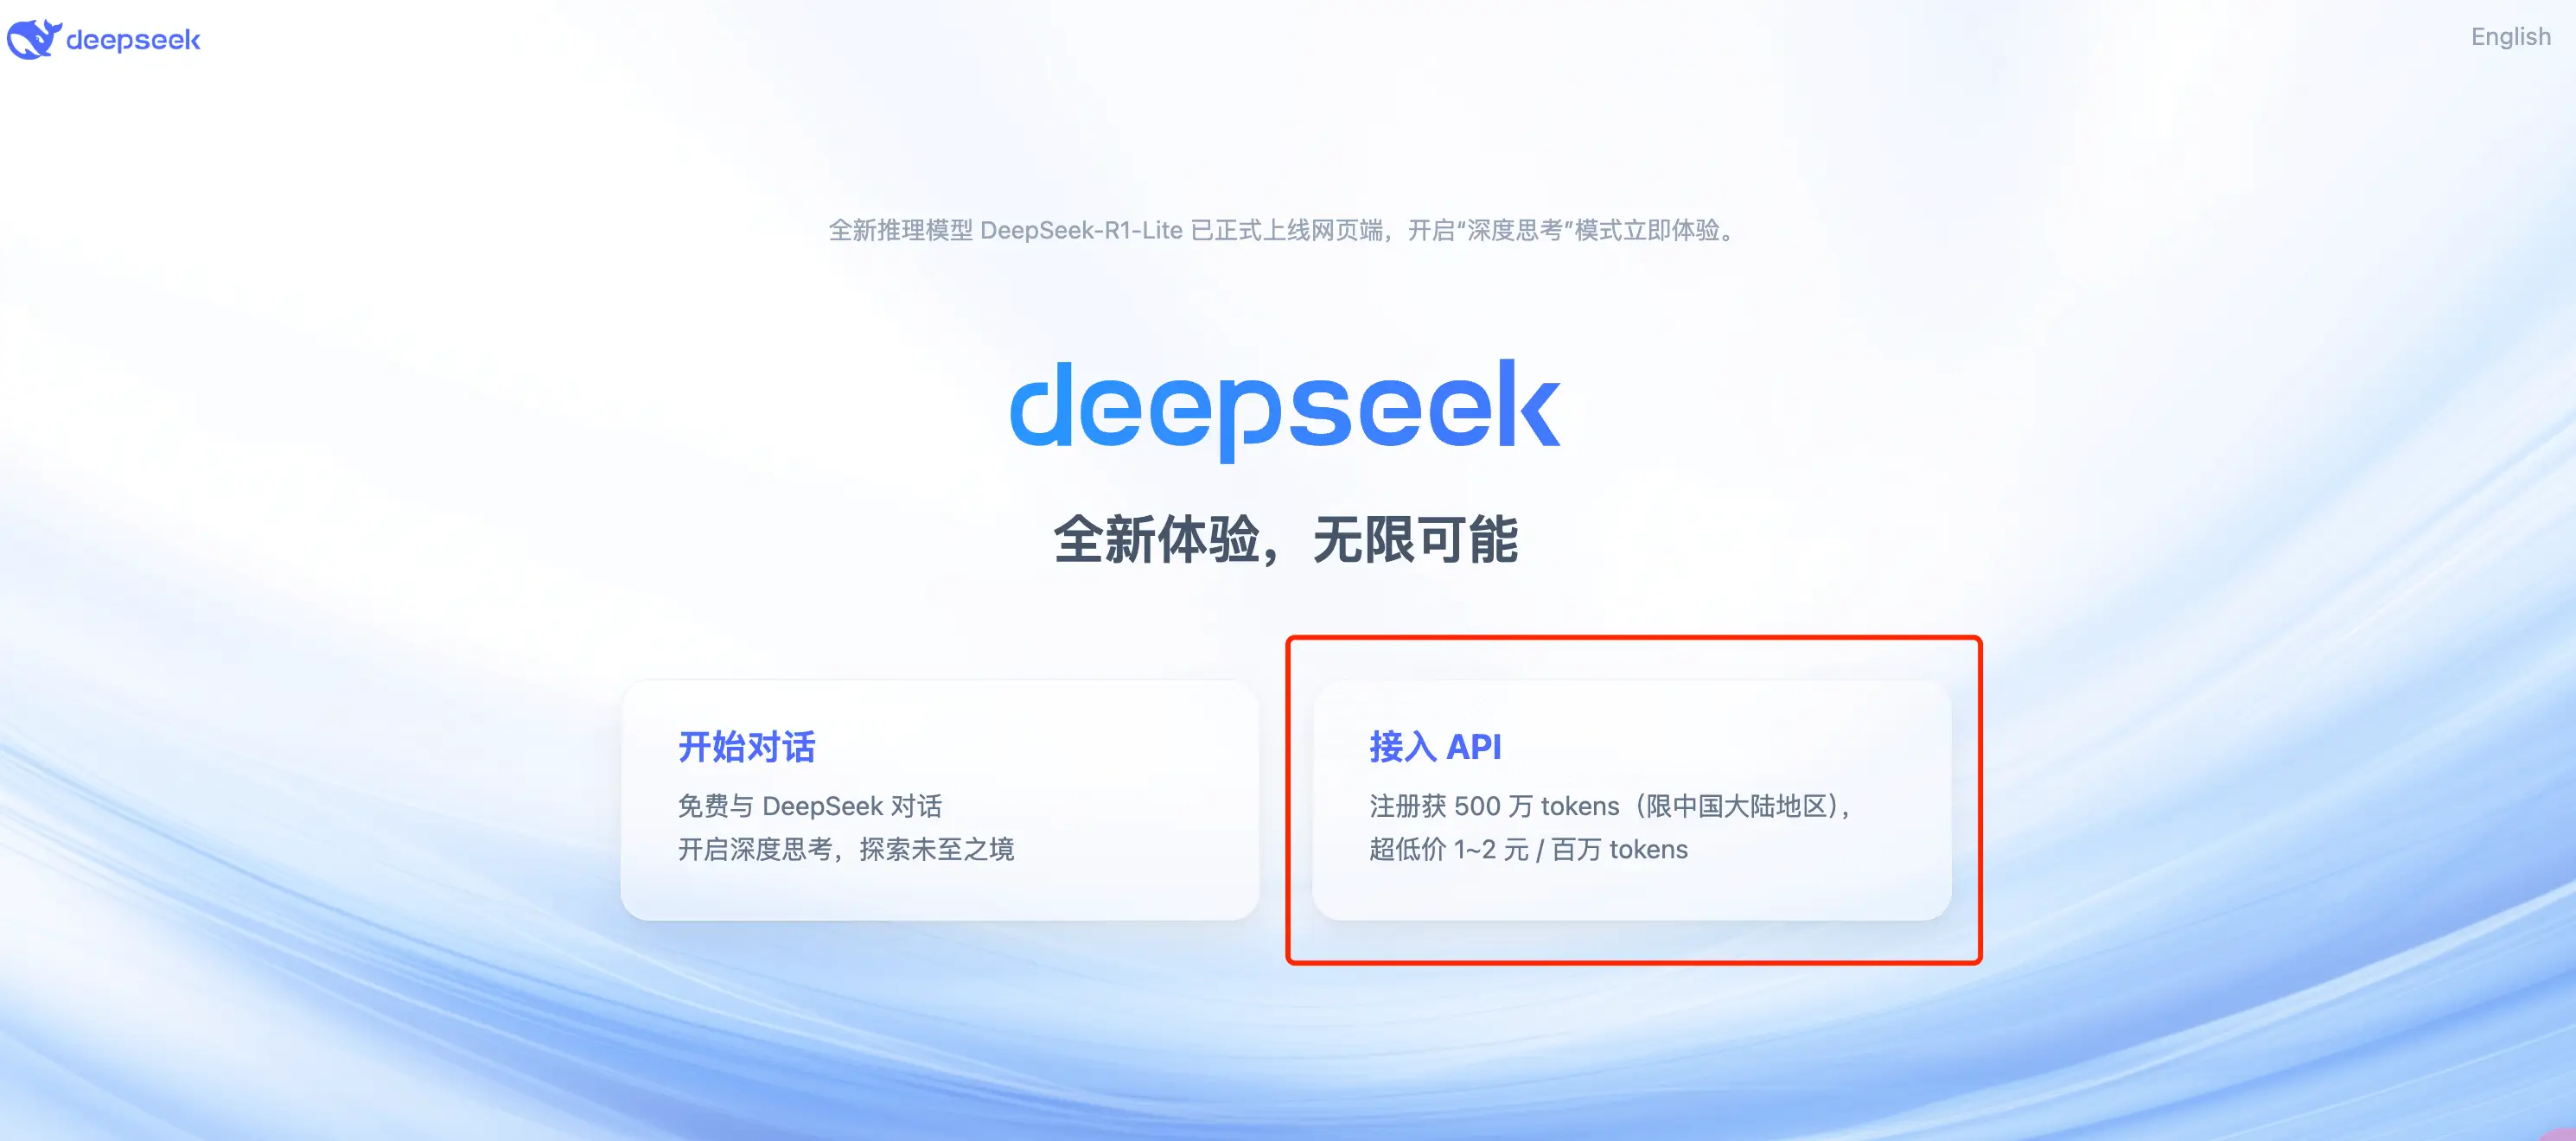 deepseek
English
全新推理模型 DeepSeek-R1-Lite 已正式上线网页端，开启“深度思考”模式立即体验。
deepseek
全新体验，无限可能
开始对话
免费与 DeepSeek 对话
开启深度思考，探索未至之境
接入 API
注册获 500 万 tokens（限中国大陆地区），
超低价 1~2 元 / 百万 tokens